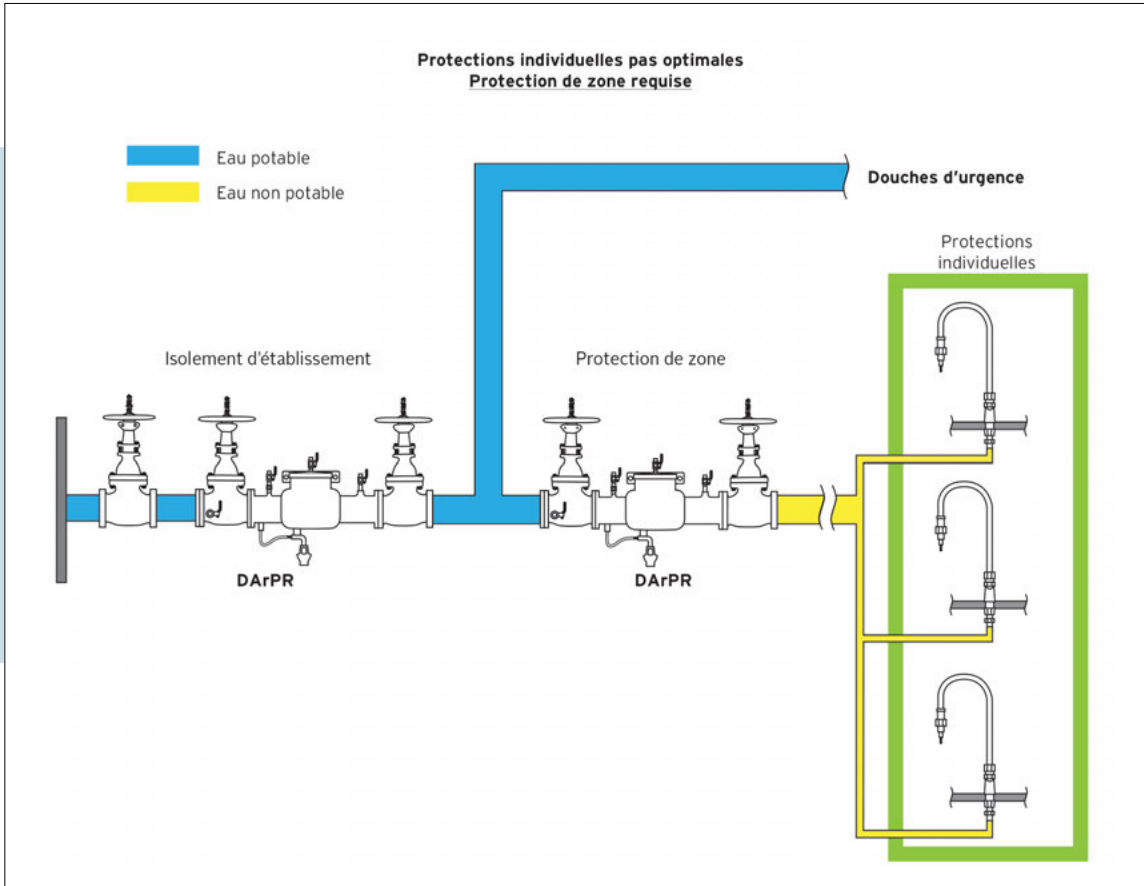 Protections individuelles pas optimales
Protection de zone requise
Eau potable
Eau non potable
Douches d'urgence
Protections
individuelles
Isolement d'établissement
Protection de zone
DArPR
DArPR